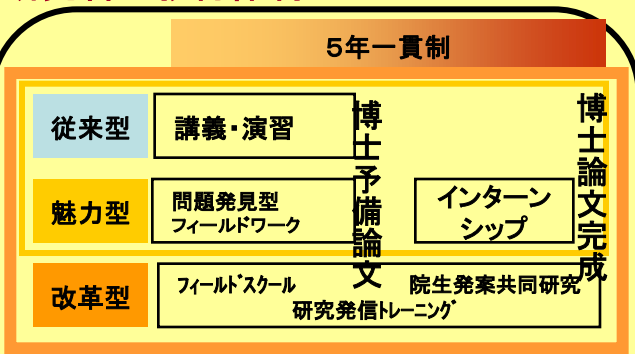 5年一貫制
従来型
講義・演習
魅力型
問題発見型
フィールドワーク
博士予備論文
インターン
シップ
博士論文完成
改革型
フィールドスクール
院生発案共同研究
研究発信トレーニング